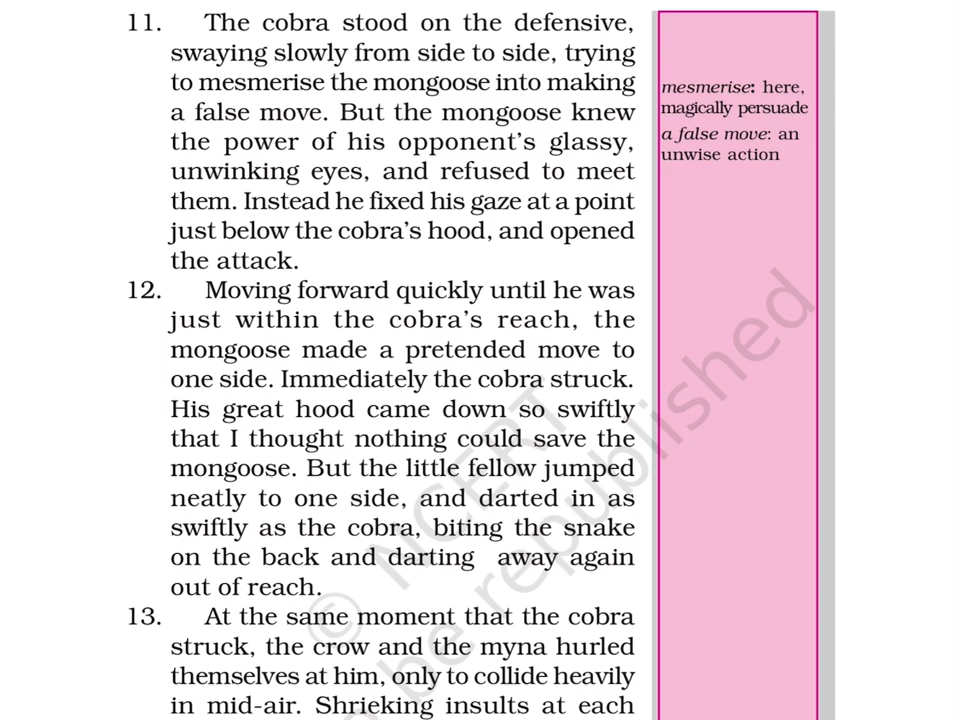 11. The cobra stood on the defensive,
swaying slowly from side to side, trying
to mesmerise the mongoose into making
a false move. But the mongoose knew
the power of his opponent's glassy,
unwinking eyes, and refused to meet
them. Instead he fixed his gaze at a point
just below the cobra's hood, and opened
the attack.
12. Moving forward quickly until he was
just within the cobra's reach, the
mongoose made a pretended move to
one side. Immediately the cobra struck.
His great hood came down so swiftly
that I thought nothing could save the
mongoose. But the little fellow jumped
neatly to one side, and darted in as
swiftly as the cobra, biting the snake
on the back and darting away again
out of reach.
13. At the same moment that the cobra
struck, the crow and the myna hurled
themselves at him, only to collide heavily
in mid-air. Shrieking insults at each
mesmerise: here,
magically persuade
a false move: an
unwise action
© NCERT
be republished